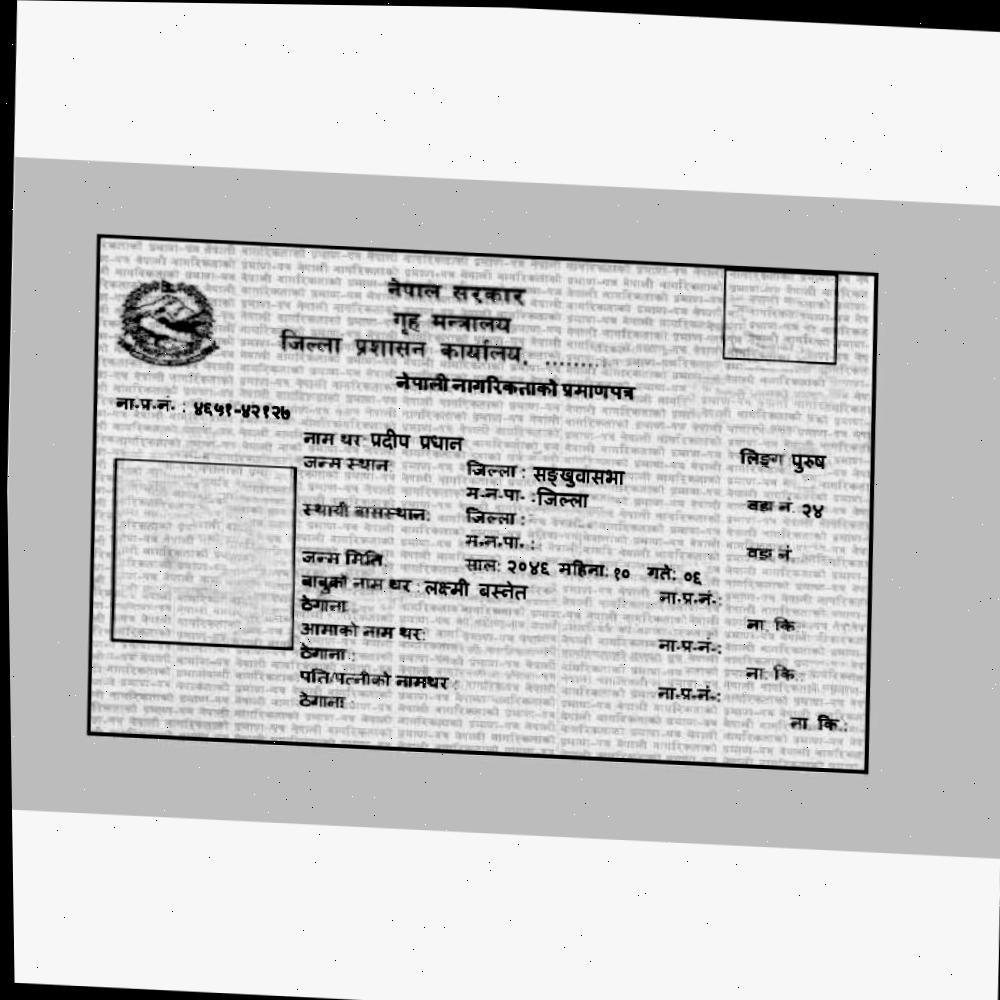 नेपाल सरकार
गृह मन्त्रालय
जिल्ला प्रशासन कार्यालय, .........
नेपाली नागरिकताको प्रमाणपत्र
ना.प्र.नं. : ४६५१-४२१२७
नाम थर प्रदीप प्रधान लिङ्ग पुरुष
जन्म स्थान: जिल्ला : सङ्खुवासभा
म.न.पा. :जिल्ला वडा नं. २४
स्थायी बासस्थान: जिल्ला :
म.न.पा. : वडा नं.
जन्म मिति: साल: २०४६ महिना: १० गते: ०६
बाबुको नाम थर : लक्ष्मी बस्नेत ना.प्र.नं.:
ठेगाना : ना. कि.:
आमाको नाम थर: ना.प्र.नं.:
ठेगाना : ना. कि.:
पति/पत्नीको नामथर : ना.प्र.नं.:
ठेगाना : ना. कि.: